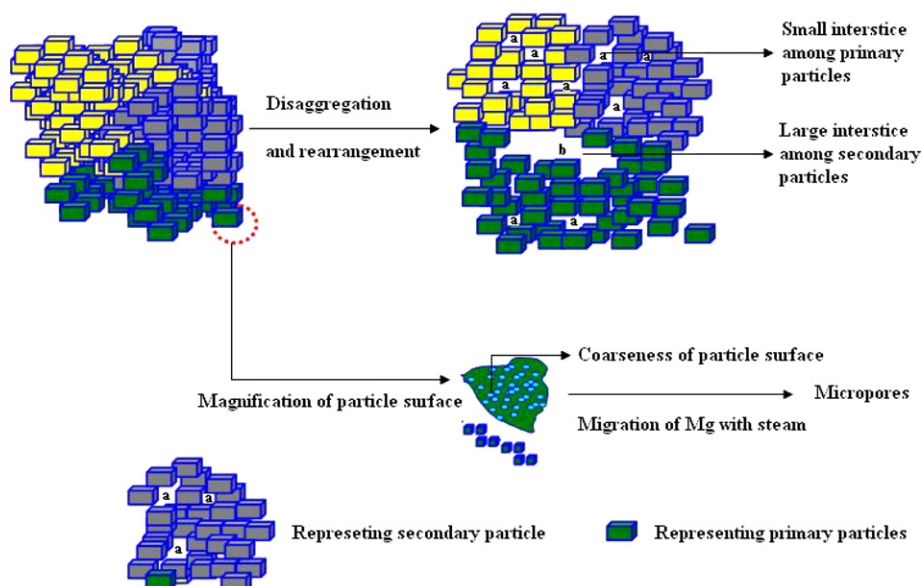 Small interstice
among primary
particles
Disaggregation
and rearrangement
Large interstice
among secondary
particles
a
a
a
a
a
a
a
b
a
a
Magnification of particle surface
Coarseness of particle surface
Micropores
Migration of Mg with steam
a
a
a
Represeting secondary particle
Representing primary particles